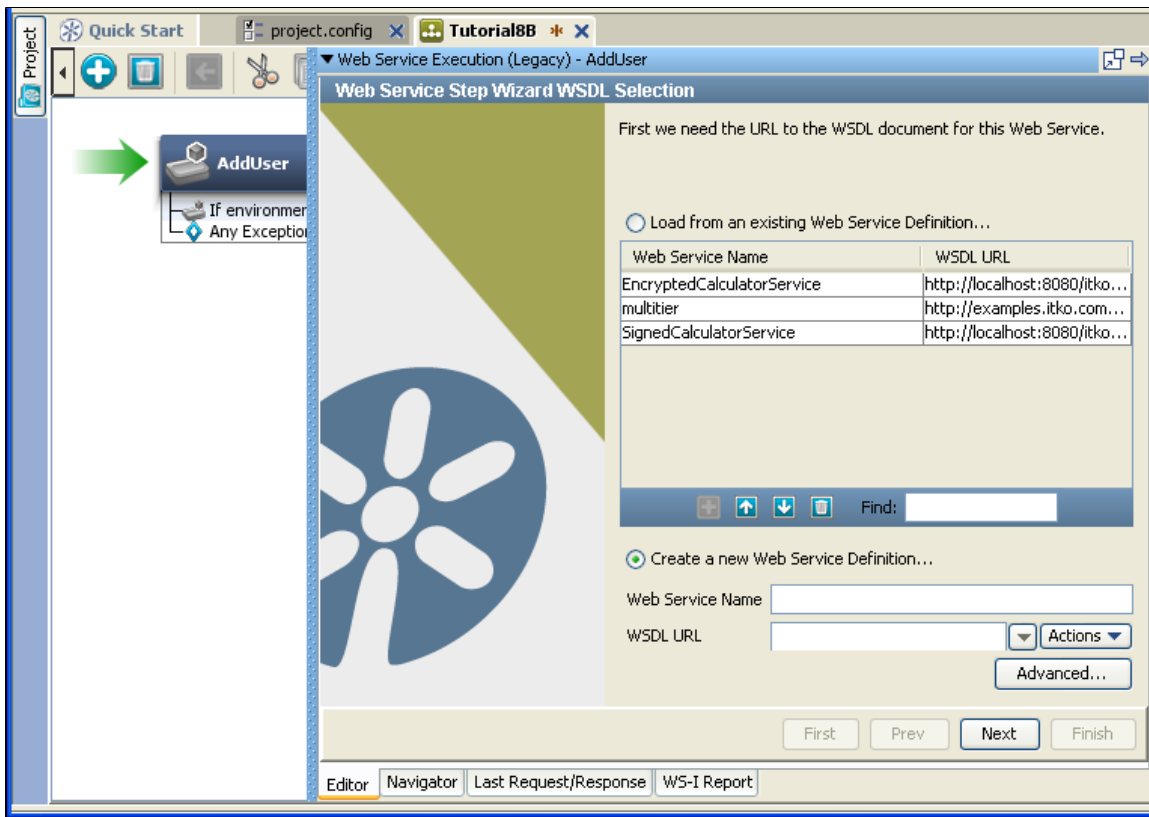 Project
Quick Start
project.config
Tutorial8B
Web Service Execution (Legacy) - AddUser
Web Service Step Wizard WSDL Selection
AddUser
If environmen
Any Exception
First we need the URL to the WSDL document for this Web Service.
Load from an existing Web Service Definition...
Web Service Name WSDL URL
EncryptedCalculatorService http://localhost:8080/itko...
multitier http://examples.itko.com...
SignedCalculatorService http://localhost:8080/itko...
Find:
Create a new Web Service Definition...
Web Service Name
WSDL URL Actions
Advanced...
First Prev Next Finish
Editor Navigator Last Request/Response WS-I Report